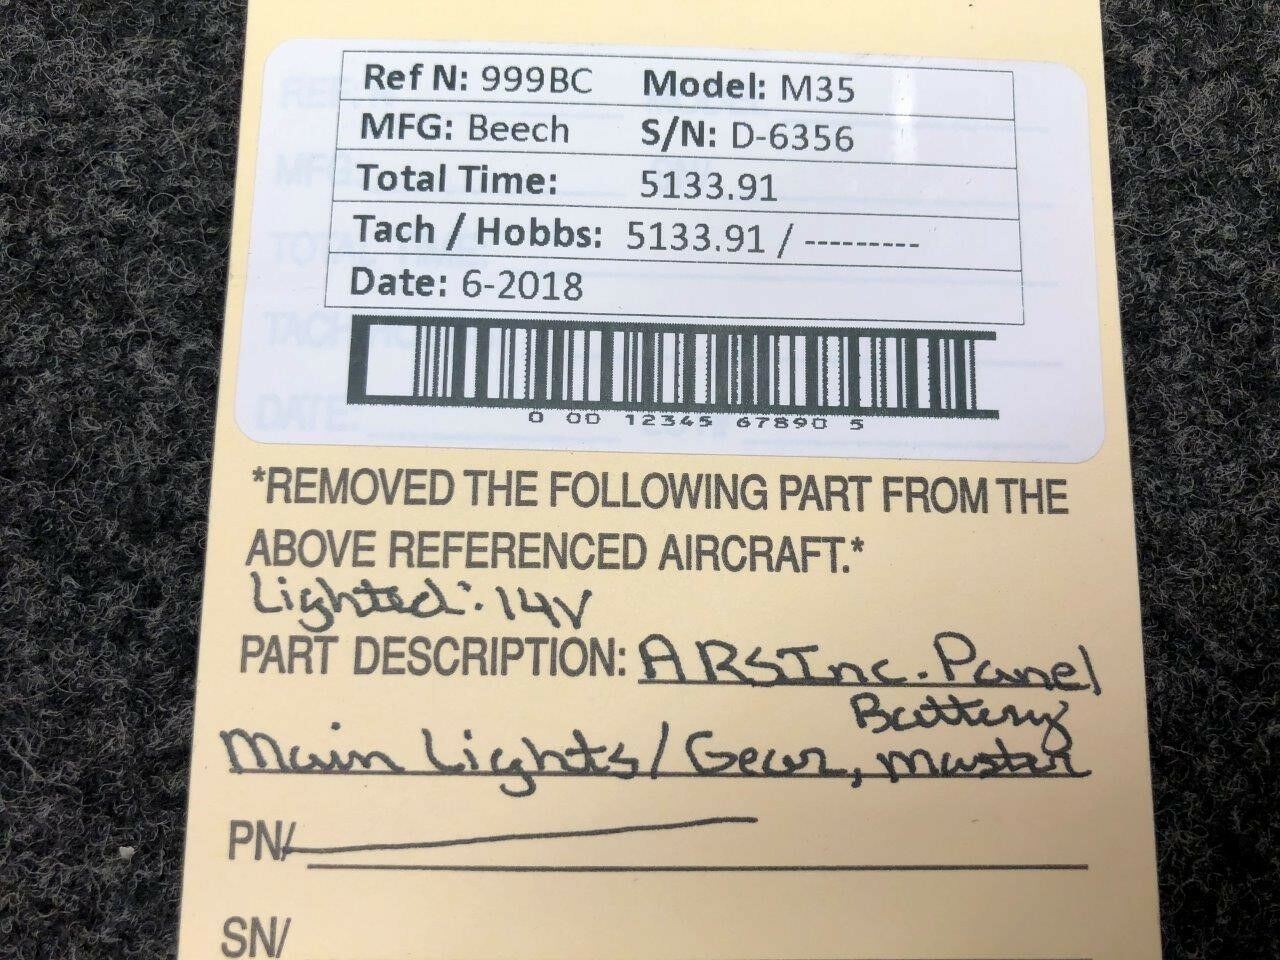 Ref N: 999BC Model: M35
MFG: Beech S/N: D-6356
Total Time: 5133.91
Tach / Hobbs: 5133.91 / ---------
Date: 6-2018
0 00 12345 67890 5
*REMOVED THE FOLLOWING PART FROM THE
ABOVE REFERENCED AIRCRAFT.*
Lighted: 14V
PART DESCRIPTION: ARS Inc. Panel
Battery
Main Lights/Gear, master
PN/
SN/